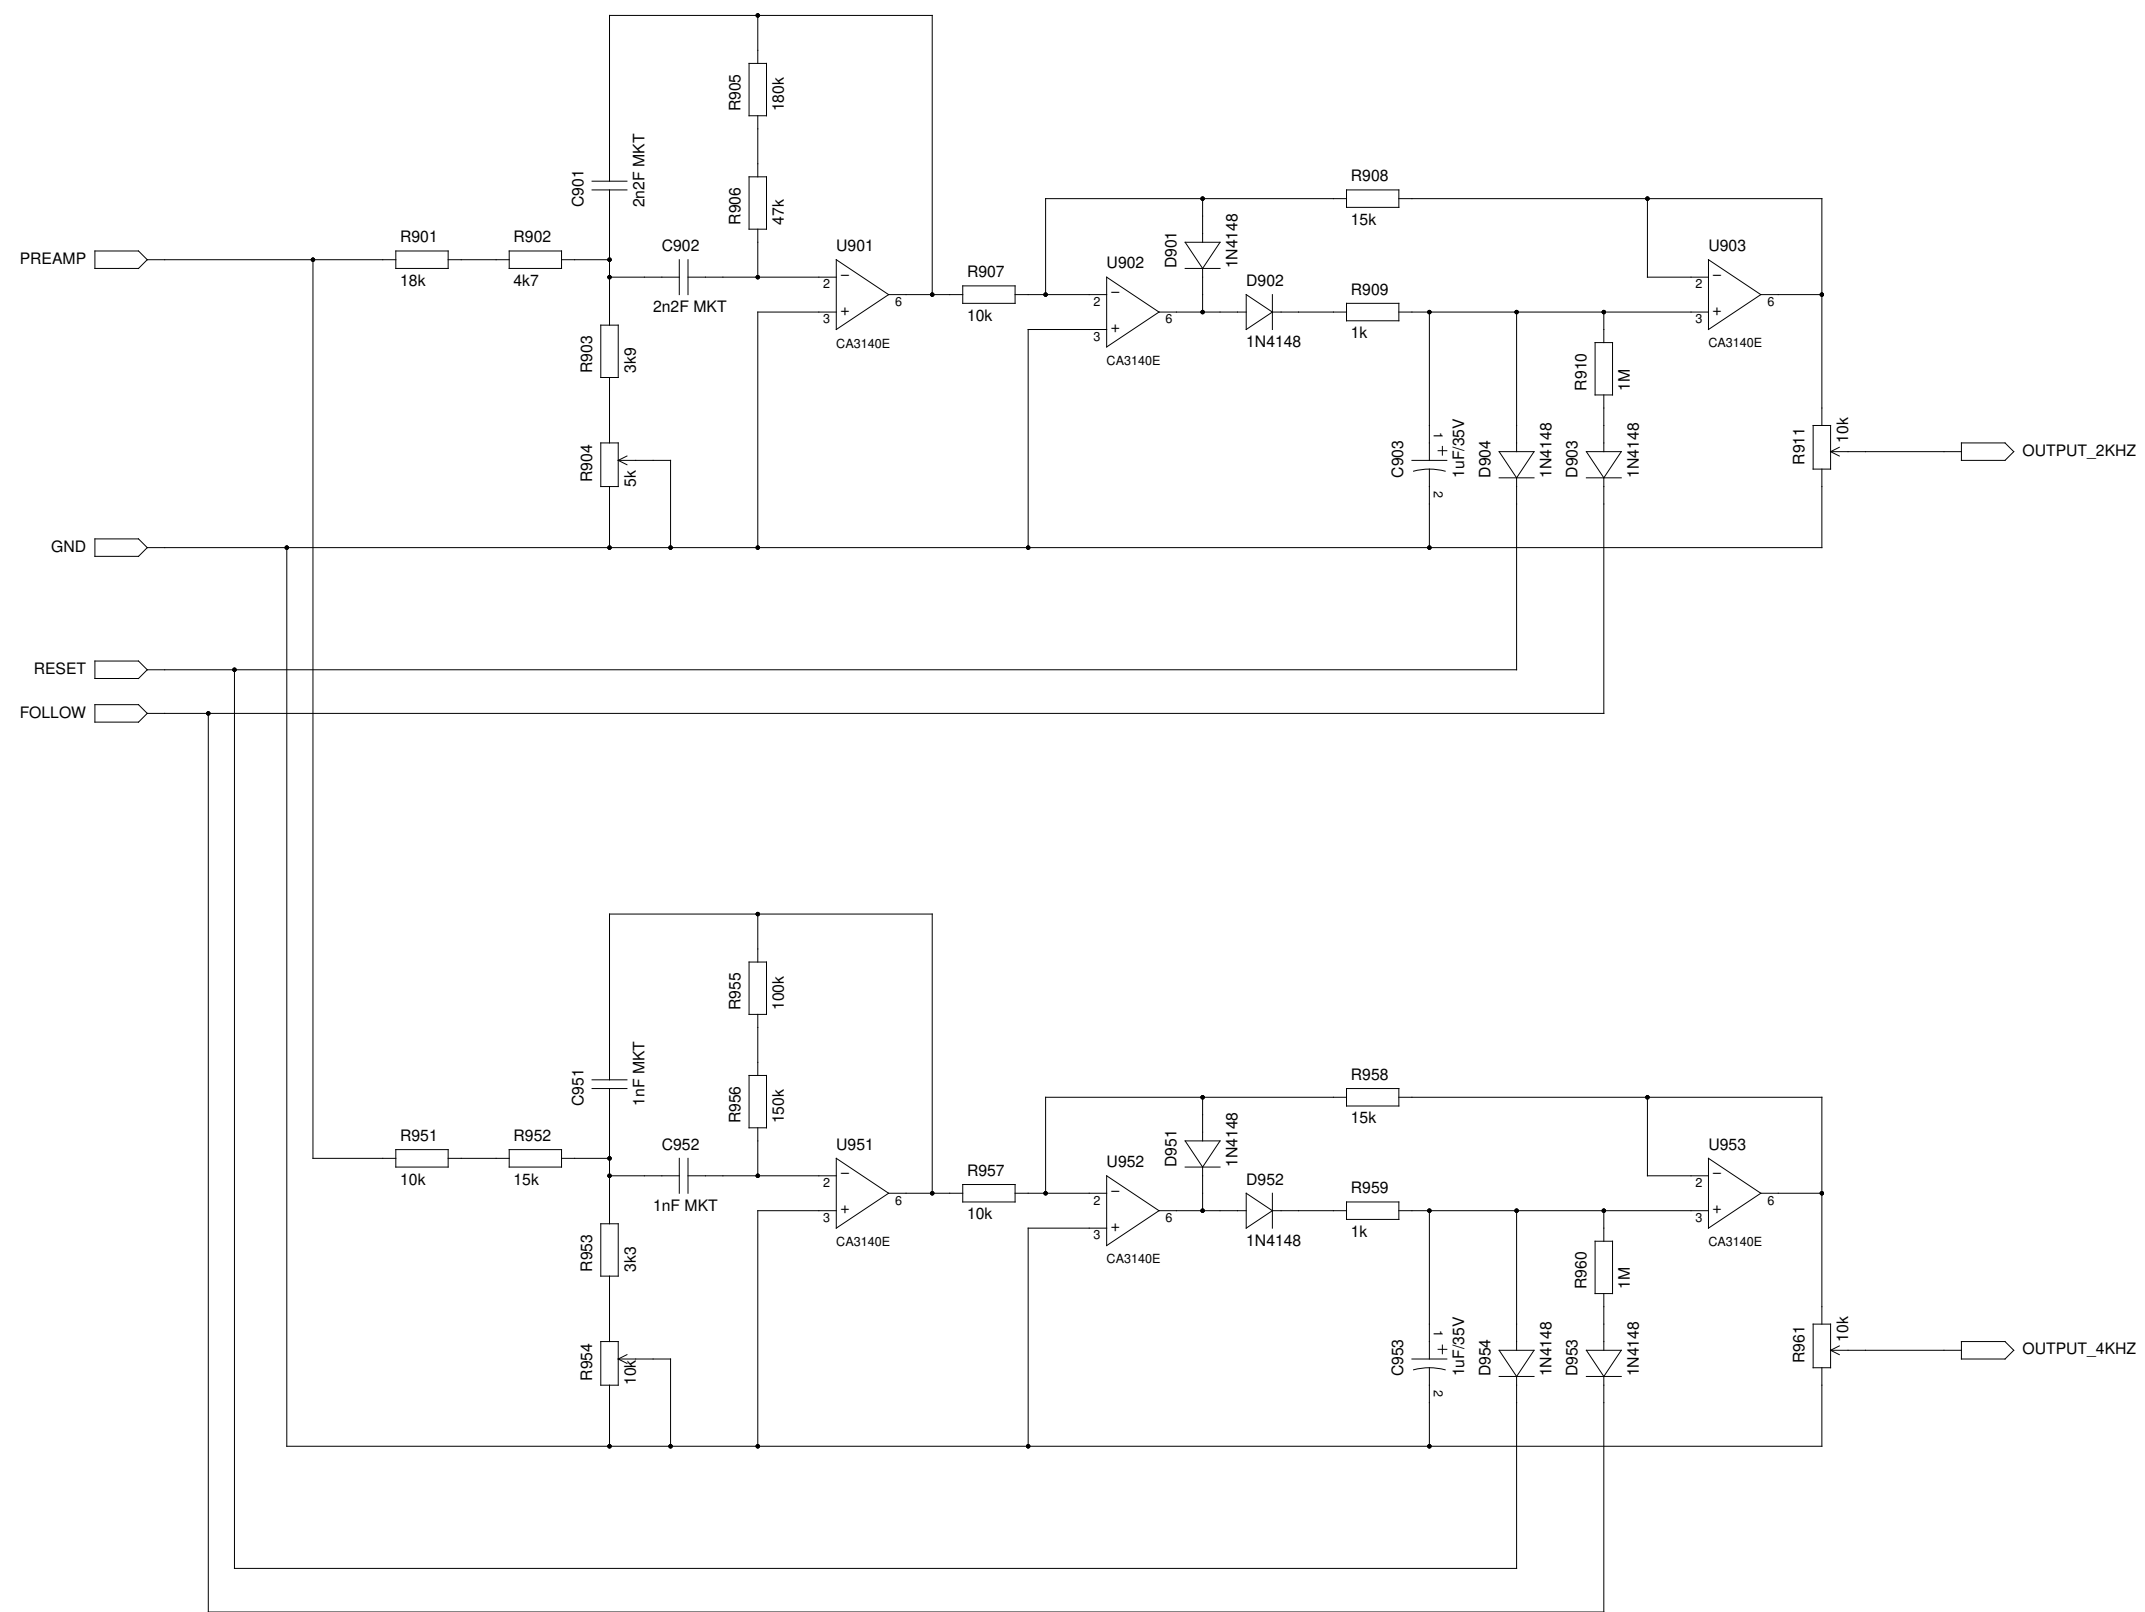 R905
180k
C901
2n2F MKT
R906
47k
R908
15k
PREAMP
R901
18k
R902
4k7
C902
2n2F MKT
U901
2
3
6
CA3140E
R907
10k
D901
1N4148
U902
2
3
6
CA3140E
D902
1N4148
R909
1k
U903
2
3
6
CA3140E
R903
3k9
R904
5k
R910
1M
C903
1
+
1uF/35V
2
D904
1N4148
D903
1N4148
R911
10k
OUTPUT_2KHZ
GND
RESET
FOLLOW
R955
100k
C951
1nF MKT
R956
150k
R958
15k
R951
10k
R952
15k
C952
1nF MKT
U951
2
3
6
CA3140E
R957
10k
D951
1N4148
U952
2
3
6
CA3140E
D952
1N4148
R959
1k
U953
2
3
6
CA3140E
R953
3k3
R954
10k
R960
1M
C953
1
+
1uF/35V
2
D954
1N4148
D953
1N4148
R961
10k
OUTPUT_4KHZ